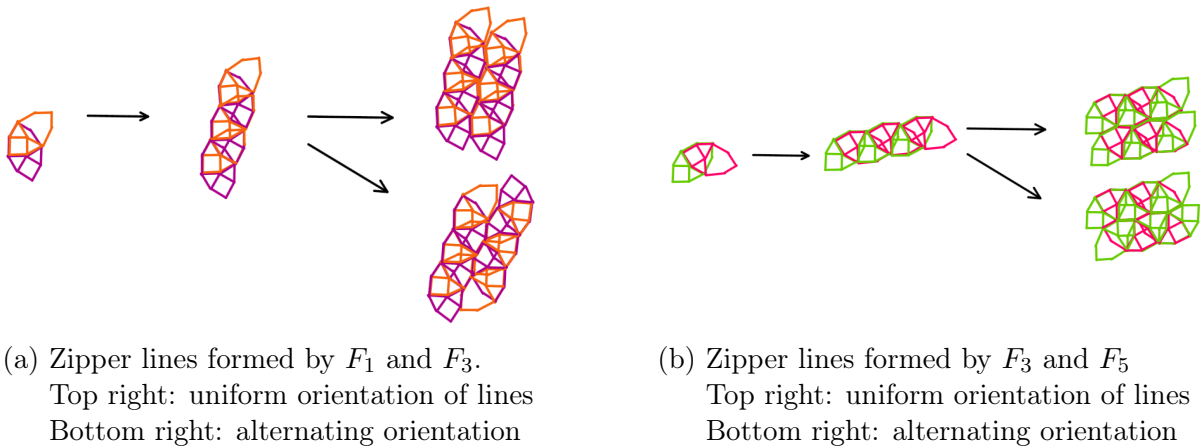 (a) Zipper lines formed by F₁ and F₃.
Top right: uniform orientation of lines
Bottom right: alternating orientation
(b) Zipper lines formed by F₃ and F₅
Top right: uniform orientation of lines
Bottom right: alternating orientation